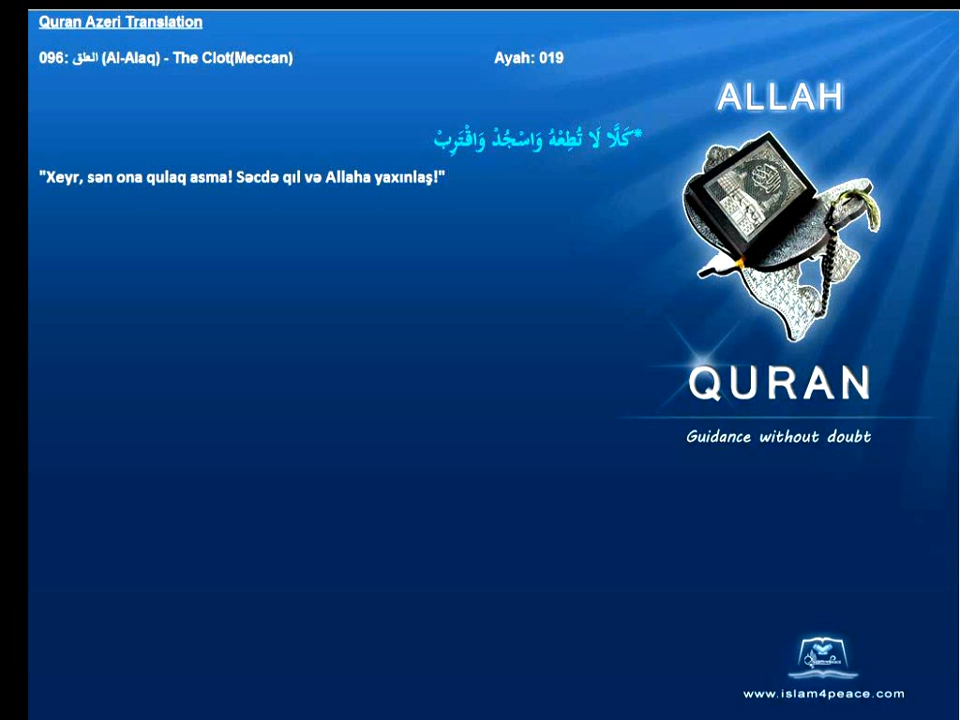 Quran Azeri Translation
096: العلق (Al-Alaq) - The Clot(Meccan) Ayah: 019
ALLAH
*كَلَّا لَا تُطِعْهُ وَاسْجُدْ وَاقْتَرِبْ
"Xeyr, sən ona qulaq asma! Səcdə qıl və Allaha yaxınlaş!"
QURAN
Guidance without doubt
www.islam4peace.com